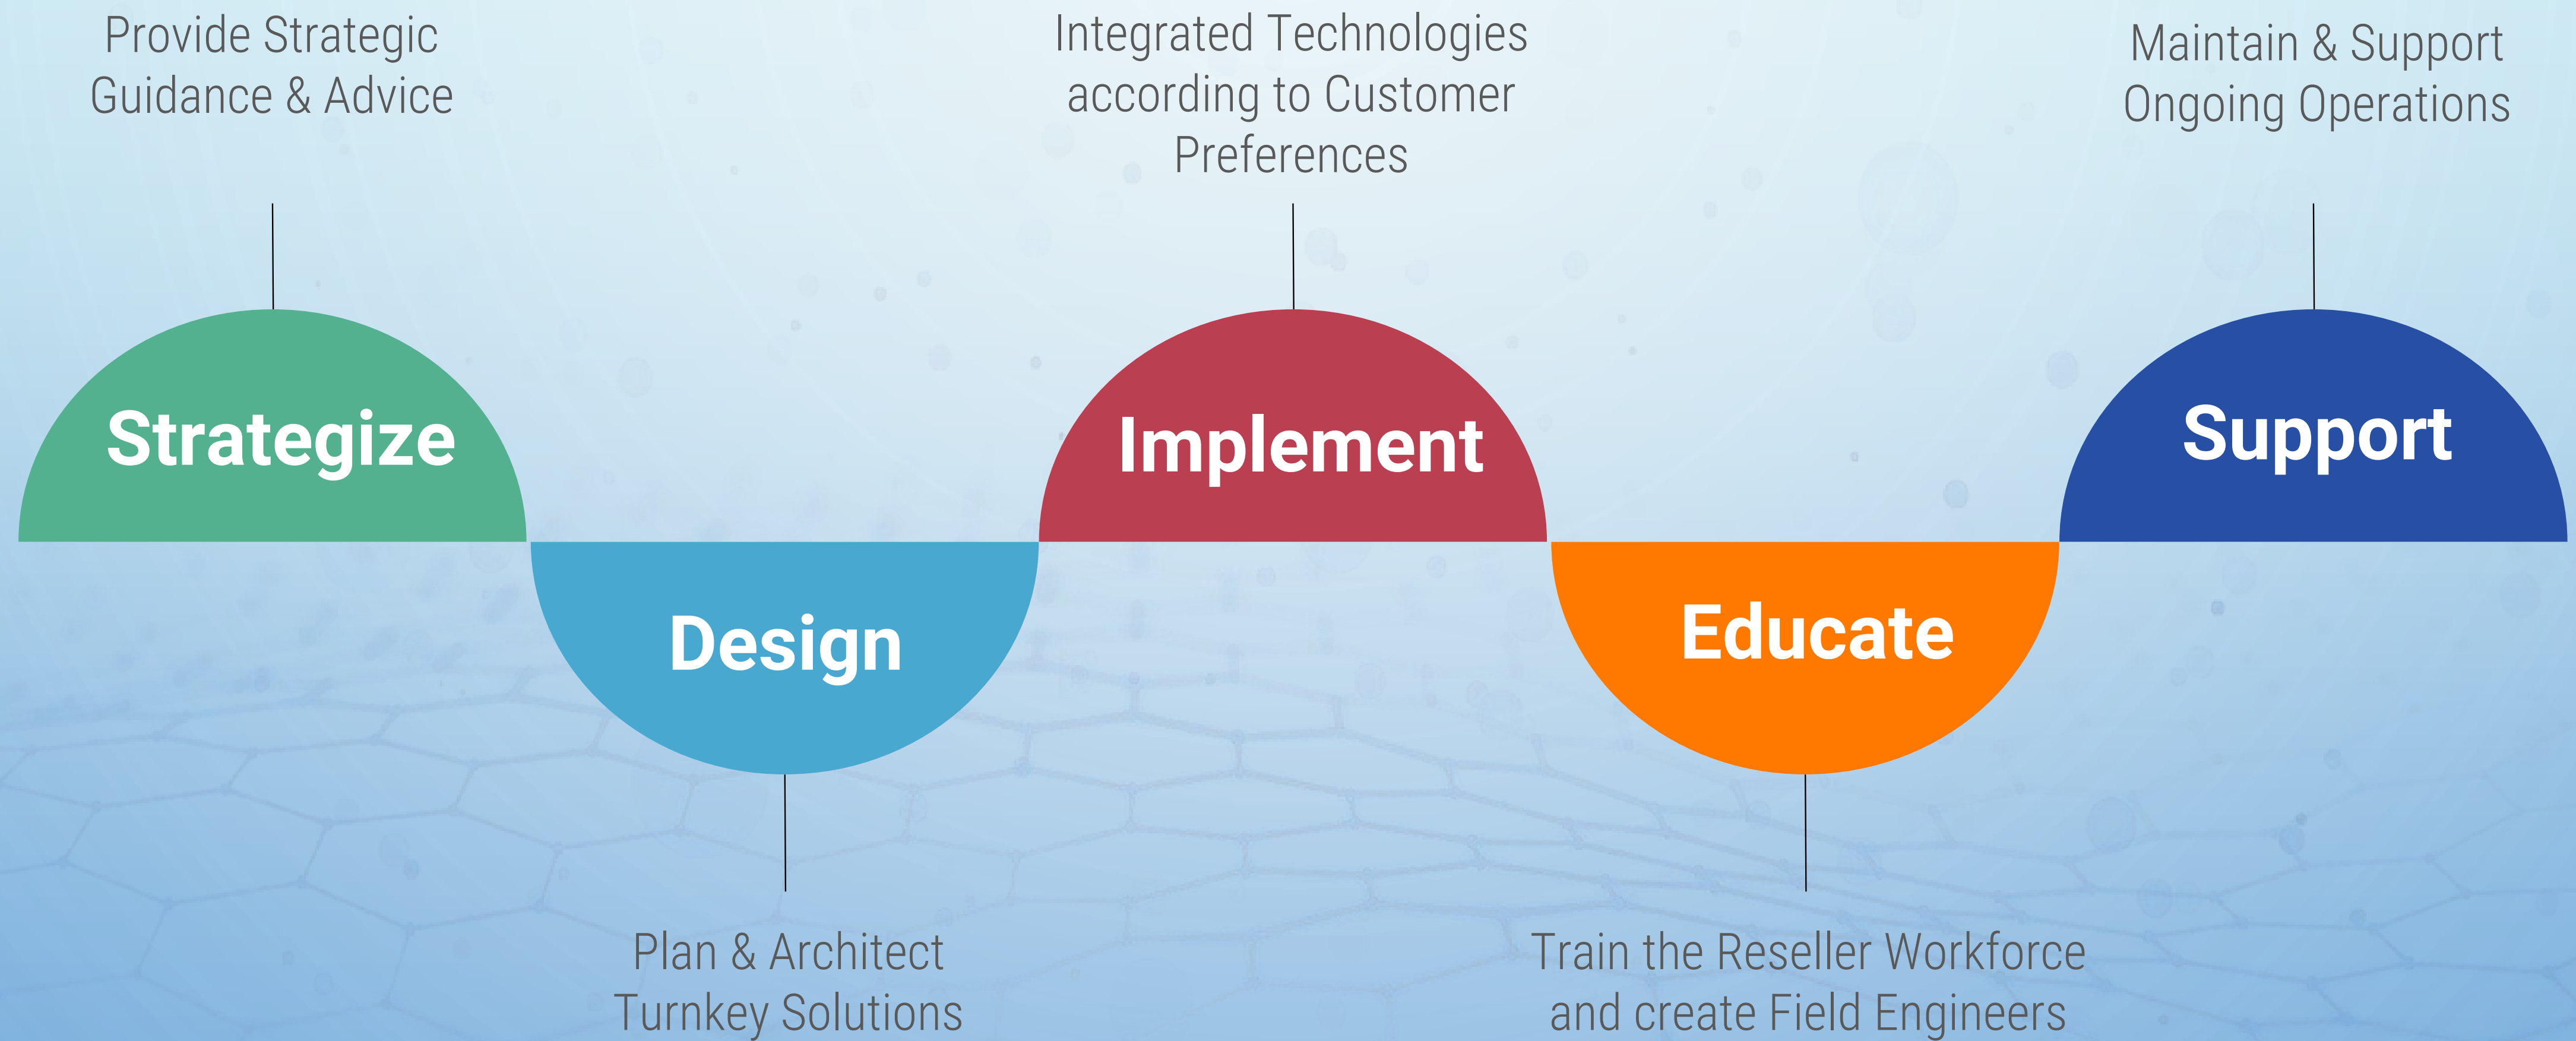 Provide Strategic
Guidance & Advice
Integrated Technologies
according to Customer
Preferences
Maintain & Support
Ongoing Operations
Strategize
Implement
Support
Design
Educate
Plan & Architect
Turnkey Solutions
Train the Reseller Workforce
and create Field Engineers